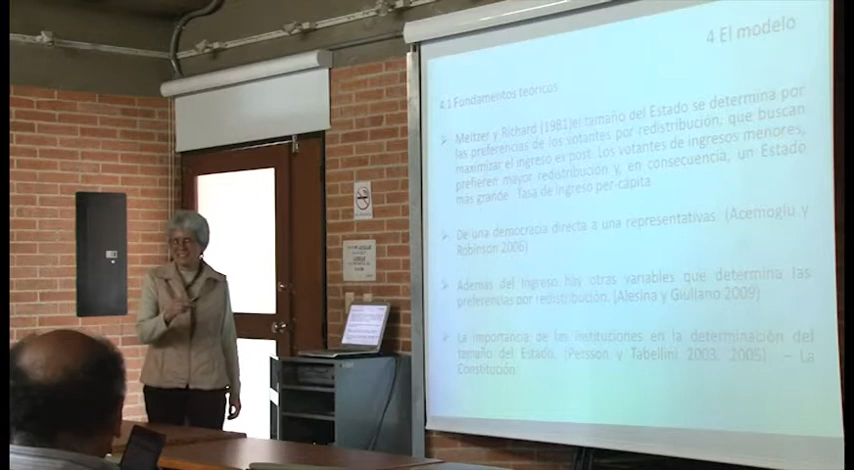 4 El modelo
4.1 Fundamentos teóricos
Meltzer y Richard (1981)el tamaño del Estado se determina por
las preferencias de los votantes por redistribución, que buscan
maximizar el ingreso ex post. Los votantes de ingresos menores,
prefieren mayor redistribución y, en consecuencia, un Estado
más grande. Tasa de ingreso per-capita
De una democracia directa a una representativas. (Acemoglu y
Robinson 2006)
Además del ingreso hay otras variables que determina las
preferencias por redistribución. (Alesina y Giuliano 2009)
La importancia de las instituciones en la determinación del
tamaño del Estado. (Persson y Tabellini 2003, 2005) – La
Constitución